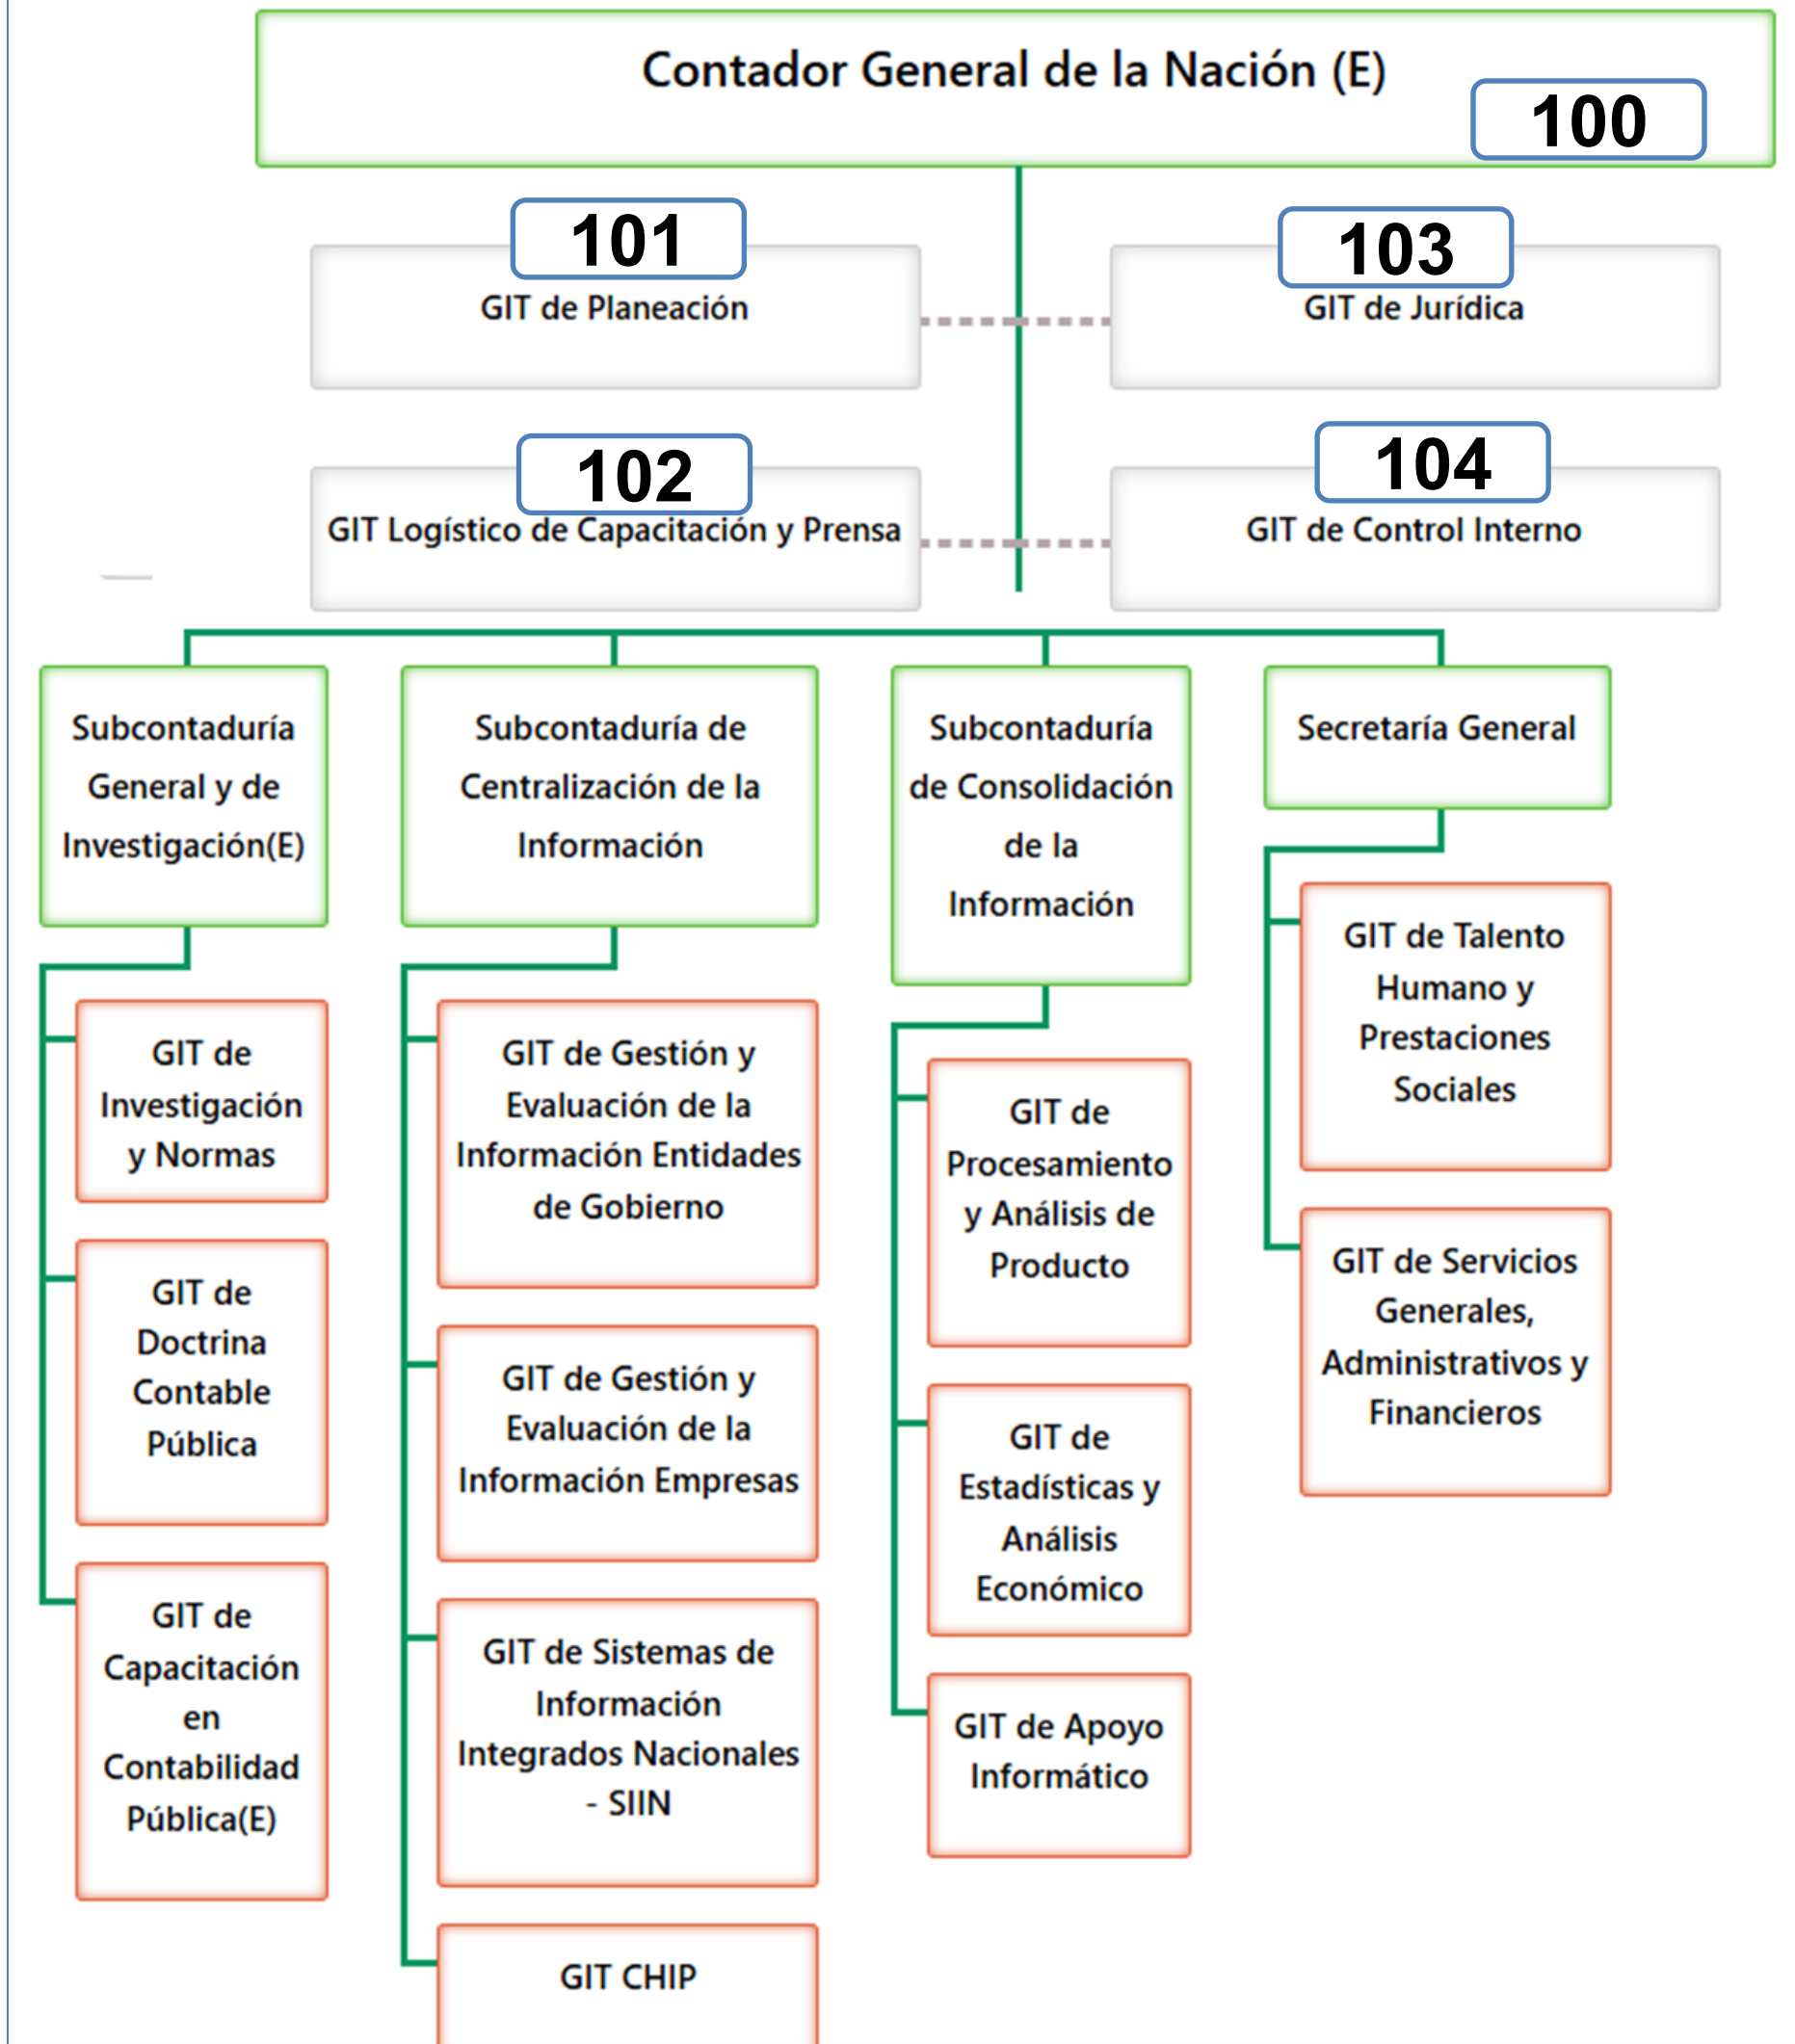 Contador General de la Nación (E)
100
101
GIT de Planeación
103
GIT de Jurídica
102
GIT Logístico de Capacitación y Prensa
104
GIT de Control Interno
Subcontaduría
General y de
Investigación(E)
GIT de
Investigación
y Normas
GIT de
Doctrina
Contable
Pública
GIT de
Capacitación
en
Contabilidad
Pública(E)
Subcontaduría de
Centralización de la
Información
GIT de Gestión y
Evaluación de la
Información Entidades
de Gobierno
GIT de Gestión y
Evaluación de la
Información Empresas
GIT de Sistemas de
Información
Integrados Nacionales
- SIIN
GIT CHIP
Subcontaduría
de Consolidación
de la
Información
GIT de
Procesamiento
y Análisis de
Producto
GIT de
Estadísticas y
Análisis
Económico
GIT de Apoyo
Informático
Secretaría General
GIT de Talento
Humano y
Prestaciones
Sociales
GIT de Servicios
Generales,
Administrativos y
Financieros